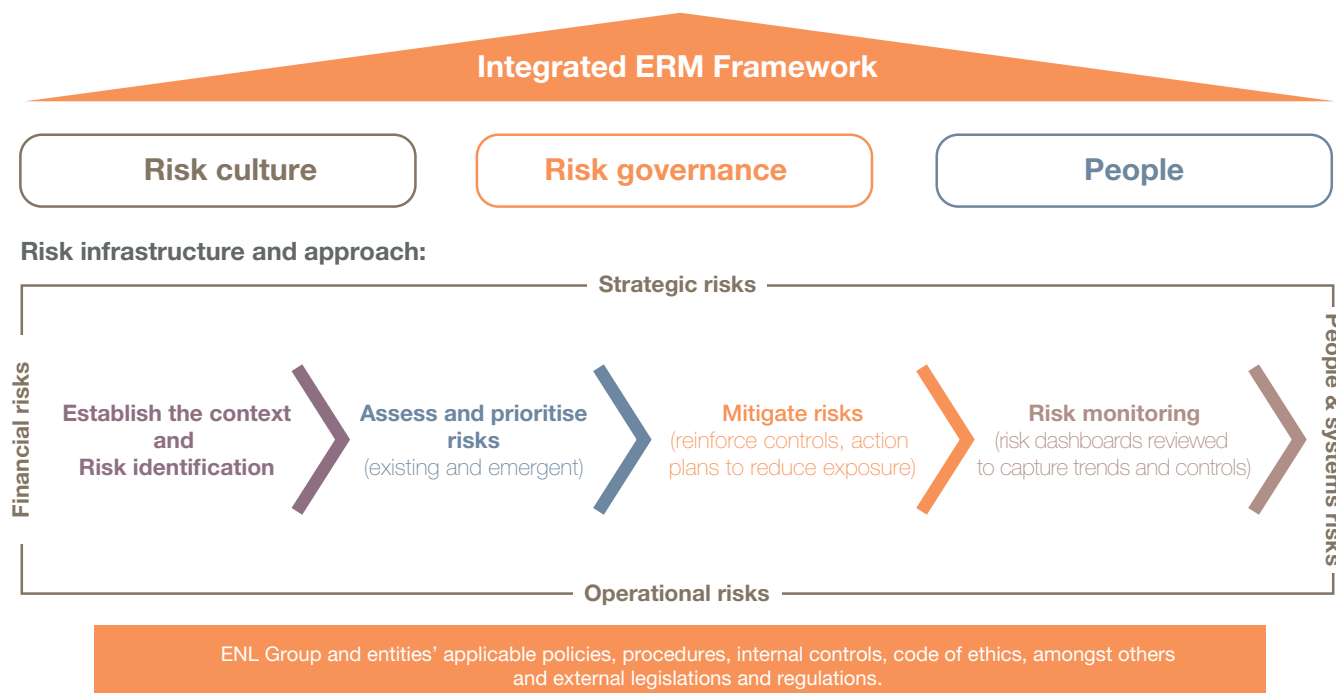 Integrated ERM Framework
Risk culture
Risk governance
People
Risk infrastructure and approach:
Strategic risks
Financial risks
Establish the context
and
Risk identification
Assess and prioritise
risks
(existing and emergent)
Mitigate risks
(reinforce controls, action
plans to reduce exposure)
Risk monitoring
(risk dashboards reviewed
to capture trends and controls)
People & systems risks
Operational risks
ENL Group and entities’ applicable policies, procedures, internal controls, code of ethics, amongst others
and external legislations and regulations.